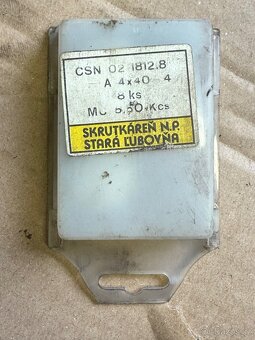 CSN 02 1812.8
A 4x40 4
8 ks
MC 5.50 Kcs
SKRUTKÁREŇ N.P.
STARÁ ĽUBOVŇA